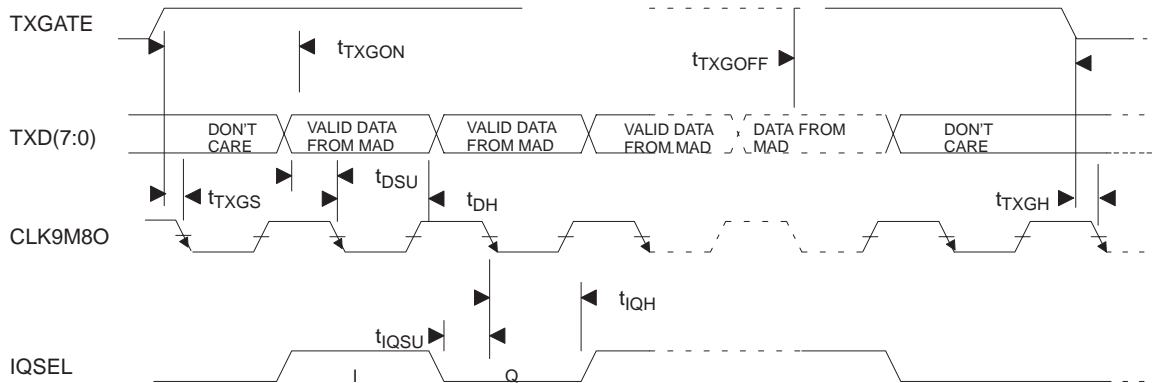 TXGATE
tTXGON
tTXGOFF
TXD(7:0)
DON'T
CARE
VALID DATA
FROM MAD
VALID DATA
FROM MAD
VALID DATA
FROM MAD
DATA FROM
MAD
DON'T
CARE
tTXGS
tDSU
tDH
tTXGH
CLK9M8O
tIQH
tIQSU
IQSEL
I
Q